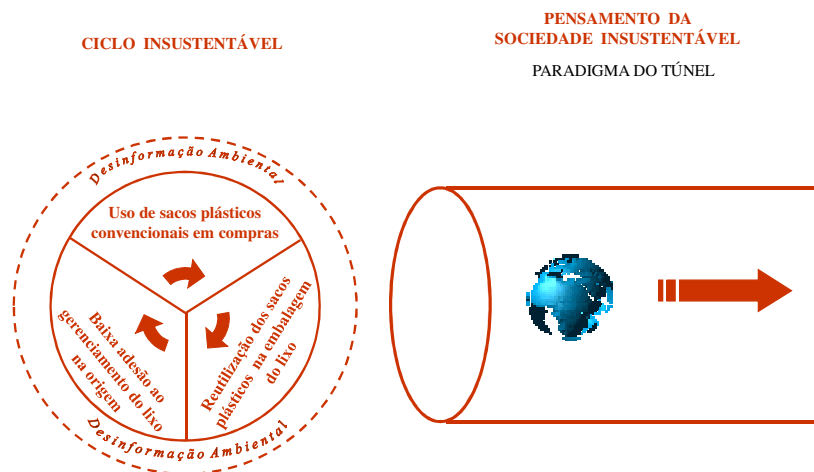 CICLO INSUSTENTÁVEL
Desinformação Ambiental
Uso de sacos plásticos
convencionais em compras
Reutilização dos sacos
plásticos na embalagem
do lixo
Baixa adesão ao
gerenciamento do lixo
na origem
Desinformação Ambiental
PENSAMENTO DA
SOCIEDADE INSUSTENTÁVEL
PARADIGMA DO TÚNEL